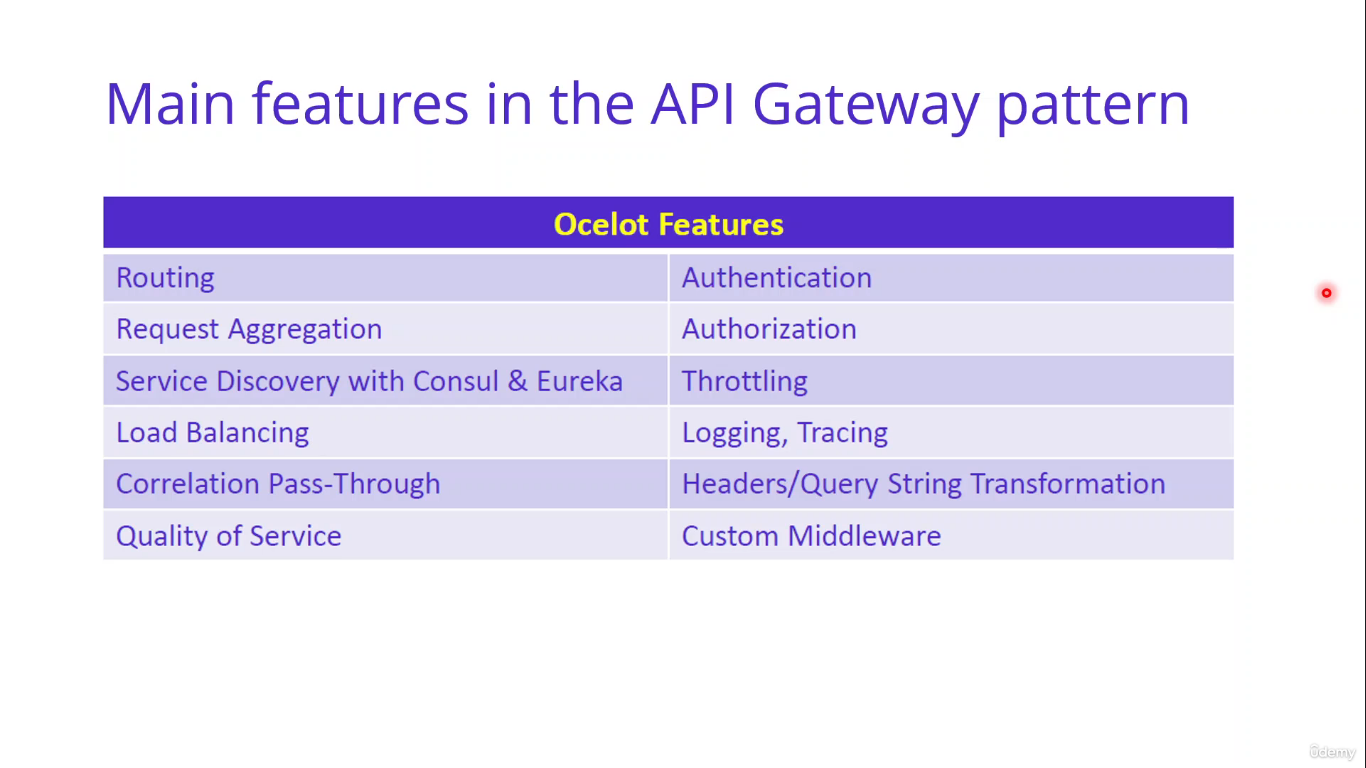 Main features in the API Gateway pattern
Ocelot Features
Routing
Authentication
Request Aggregation
Authorization
Service Discovery with Consul & Eureka
Throttling
Load Balancing
Logging, Tracing
Correlation Pass-Through
Headers/Query String Transformation
Quality of Service
Custom Middleware
ûdemy